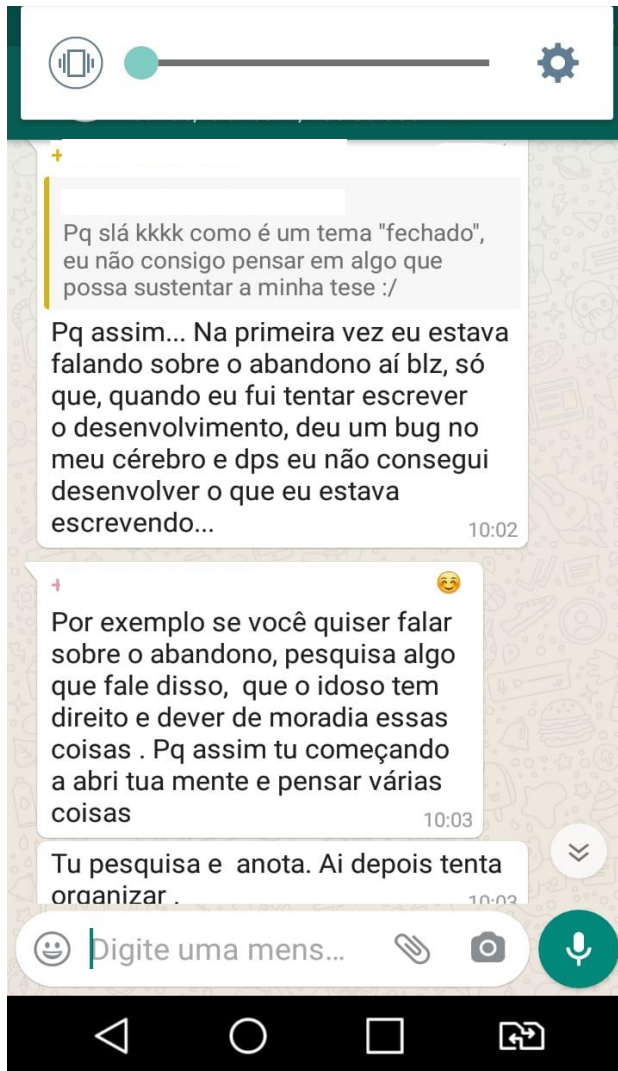 +
Pq slá kkkk como é um tema "fechado",
eu não consigo pensar em algo que
possa sustentar a minha tese :/
Pq assim... Na primeira vez eu estava
falando sobre o abandono aí blz, só
que, quando eu fui tentar escrever
o desenvolvimento, deu um bug no
meu cérebro e dps eu não consegui
desenvolver o que eu estava
escrevendo...
10:02
+
☺️
Por exemplo se você quiser falar
sobre o abandono, pesquisa algo
que fale disso,  que o idoso tem
direito e dever de moradia essas
coisas . Pq assim tu começando
a abri tua mente e pensar várias
coisas
10:03
Tu pesquisa e  anota. Ai depois tenta
organizar .
10:03
Digite uma mens...